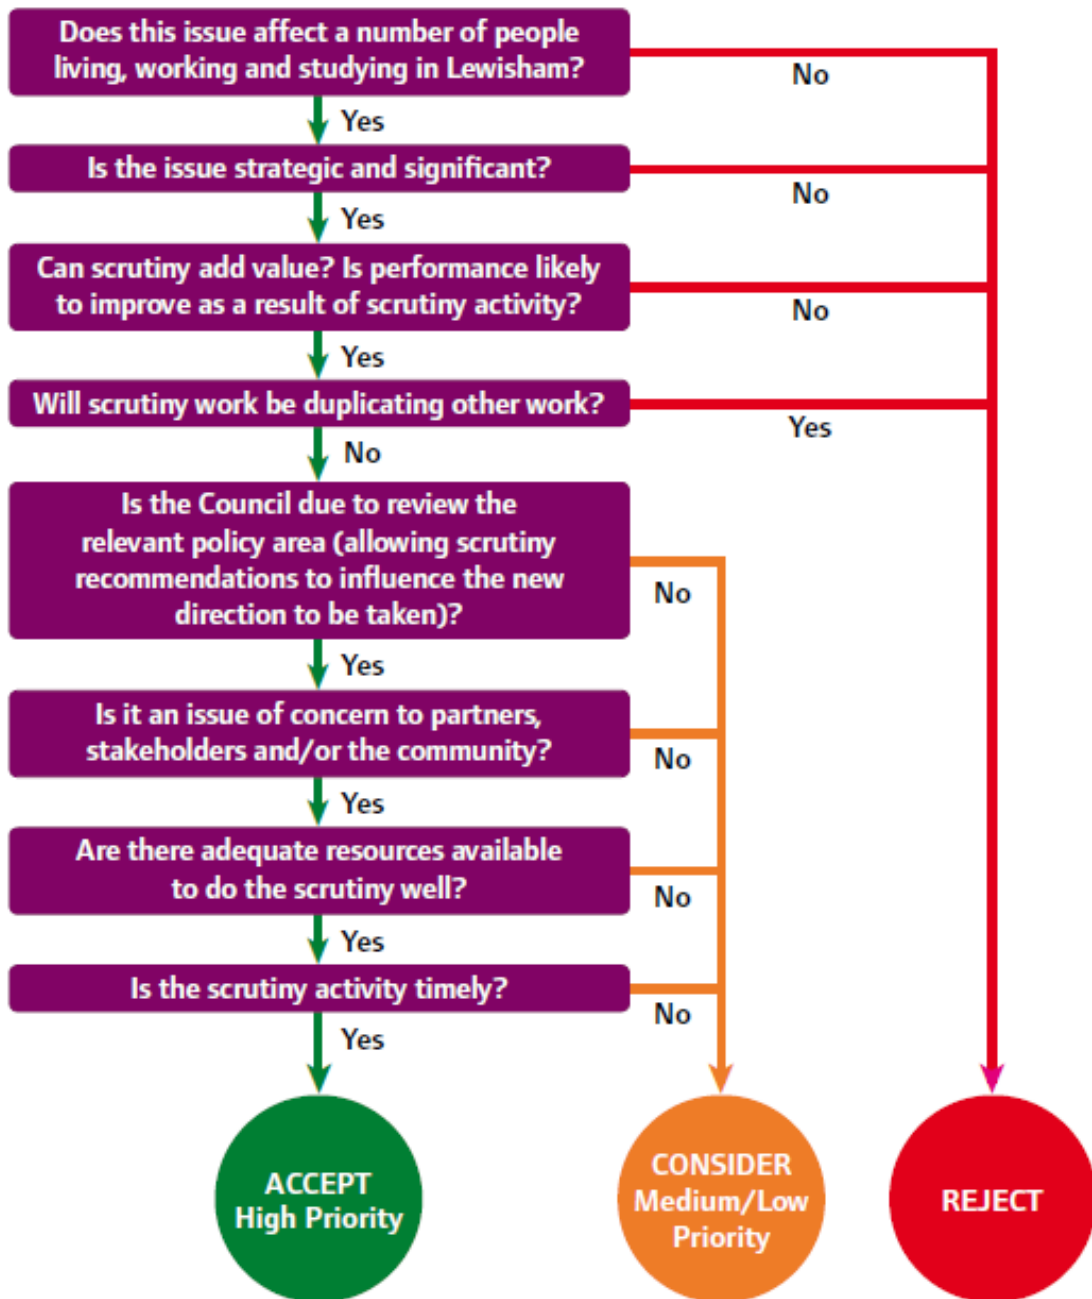 Does this issue affect a number of people
living, working and studying in Lewisham?
No
Yes
Is the issue strategic and significant?
No
Yes
Can scrutiny add value? Is performance likely
to improve as a result of scrutiny activity?
No
Yes
Will scrutiny work be duplicating other work?
Yes
No
Is the Council due to review the
relevant policy area (allowing scrutiny
recommendations to influence the new
direction to be taken)?
No
Yes
Is it an issue of concern to partners,
stakeholders and/or the community?
No
Yes
Are there adequate resources available
to do the scrutiny well?
No
Yes
Is the scrutiny activity timely?
No
Yes
ACCEPT
High Priority
CONSIDER
Medium/Low
Priority
REJECT